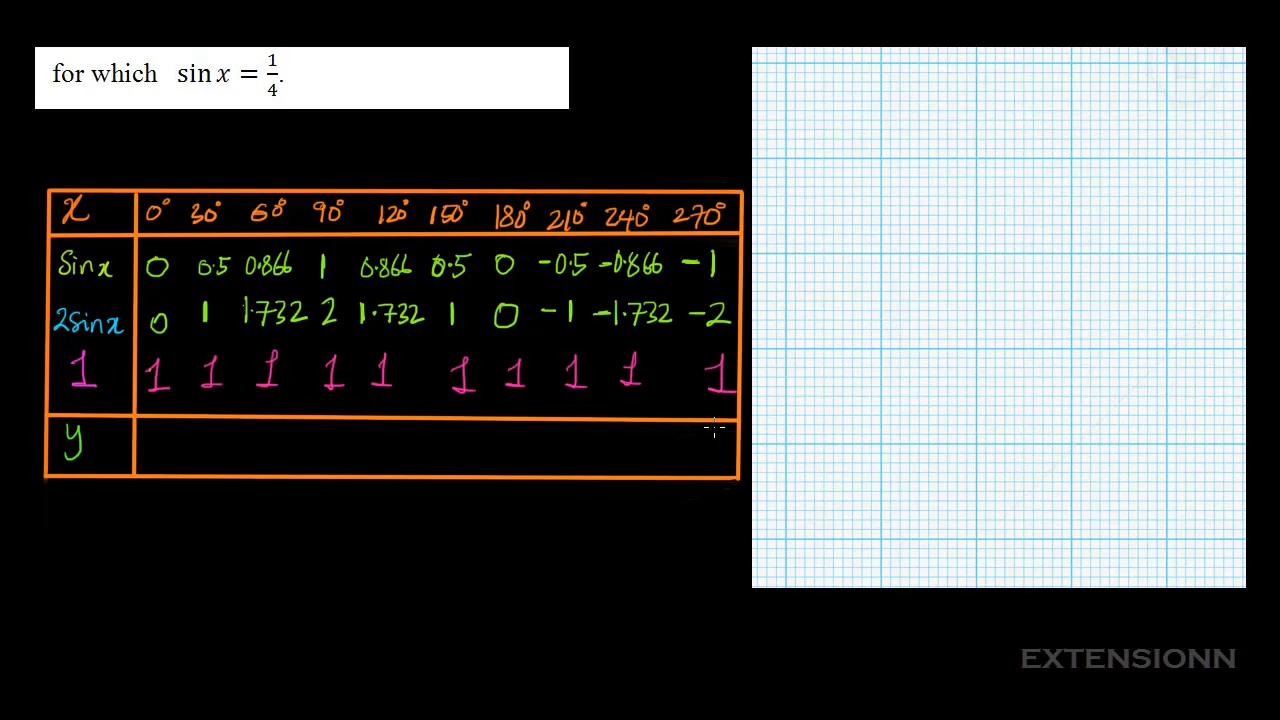 for which sin x = 1/4.
x 0° 30° 60° 90° 120° 150° 180° 210° 240° 270°
Sinx 0 0.5 0.866 1 0.866 0.5 0 -0.5 -0.866 -1
2Sinx 0 1 1.732 2 1.732 1 0 -1 -1.732 -2
1 1 1 1 1 1 1 1 1 1 1
y
EXTENSIONN